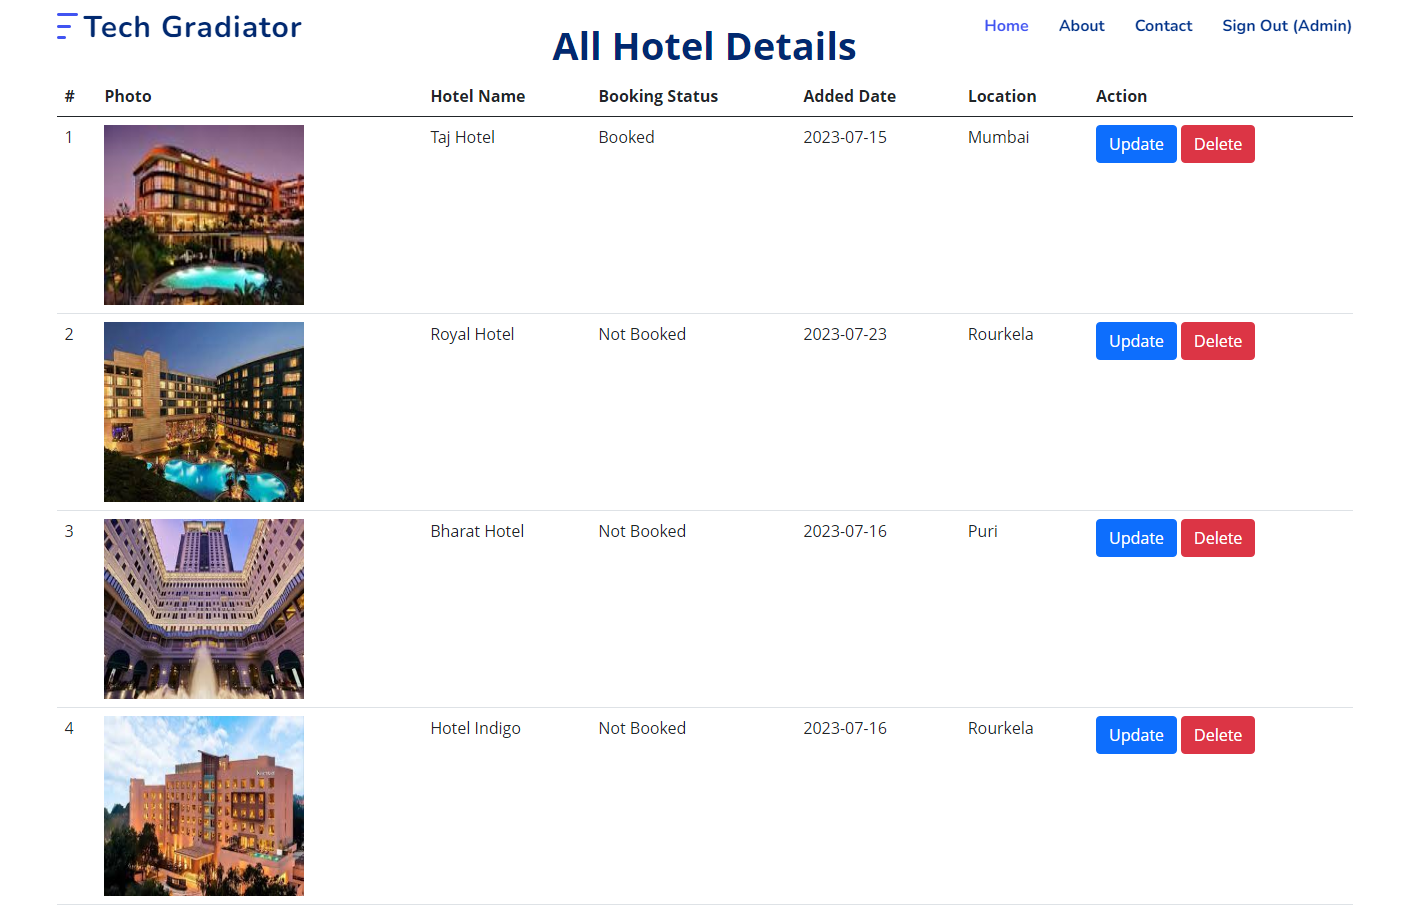 Tech Gradiator
Home About Contact Sign Out (Admin)
All Hotel Details
# Photo Hotel Name Booking Status Added Date Location Action
1 Taj Hotel Booked 2023-07-15 Mumbai Update Delete
2 Royal Hotel Not Booked 2023-07-23 Rourkela Update Delete
3 Bharat Hotel Not Booked 2023-07-16 Puri Update Delete
4 Hotel Indigo Not Booked 2023-07-16 Rourkela Update Delete